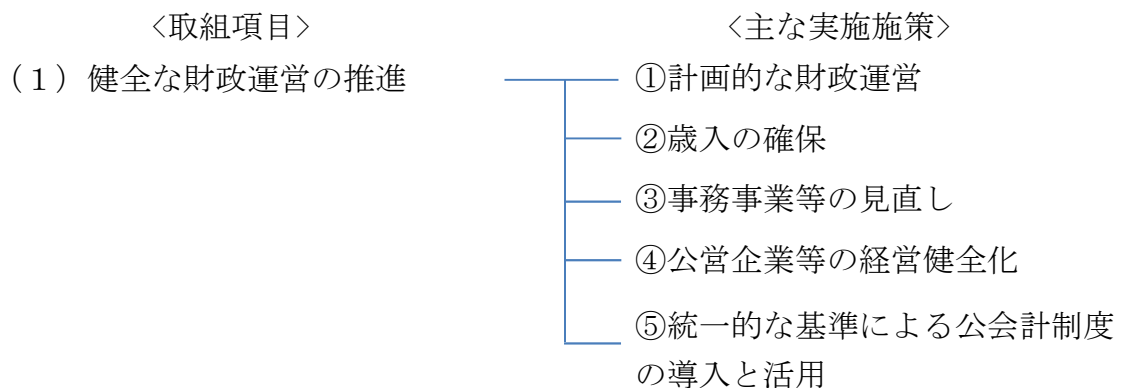 <取組項目> <主な実施施策>
(1)健全な財政運営の推進 ①計画的な財政運営
②歳入の確保
③事務事業等の見直し
④公営企業等の経営健全化
⑤統一的な基準による公会計制度
の導入と活用